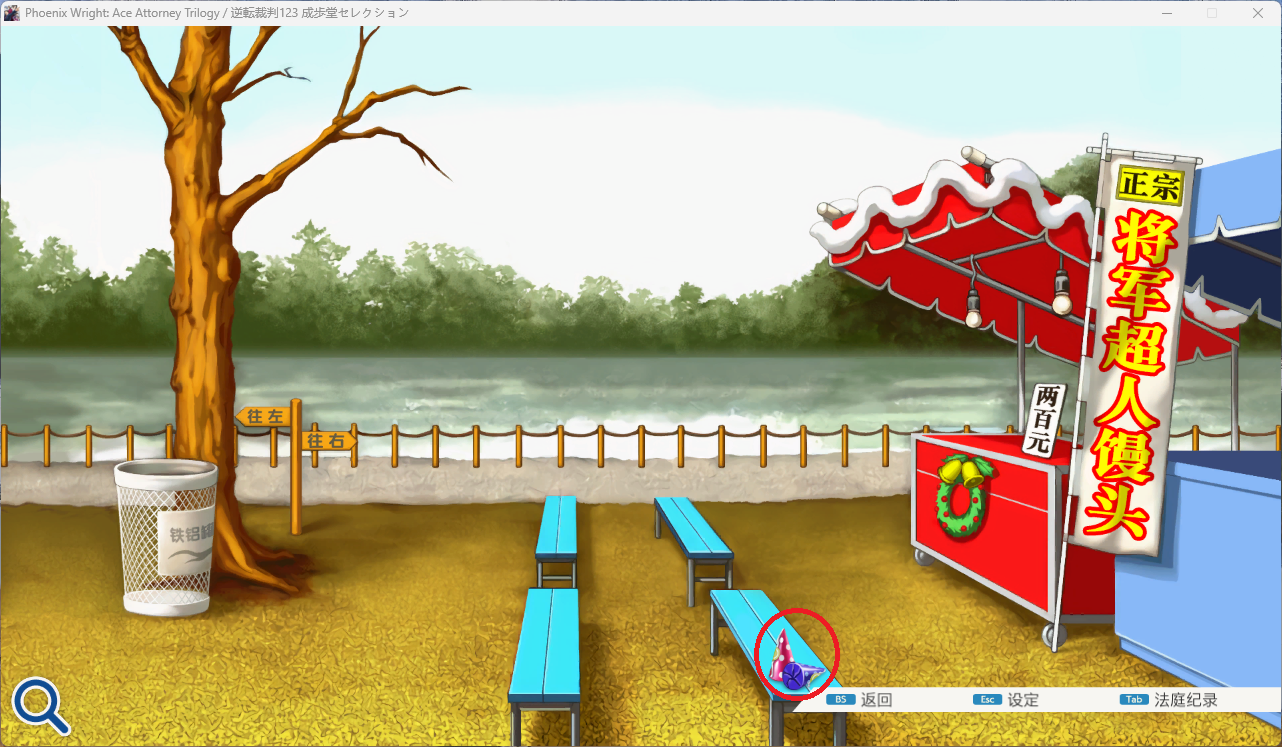 Phoenix Wright: Ace Attorney Trilogy / 逆転裁判123 成歩堂セレクション
正宗
将军超人馒头
两百元
往左
往右
铁铝
BS 返回
Esc 设定
Tab 法庭纪录